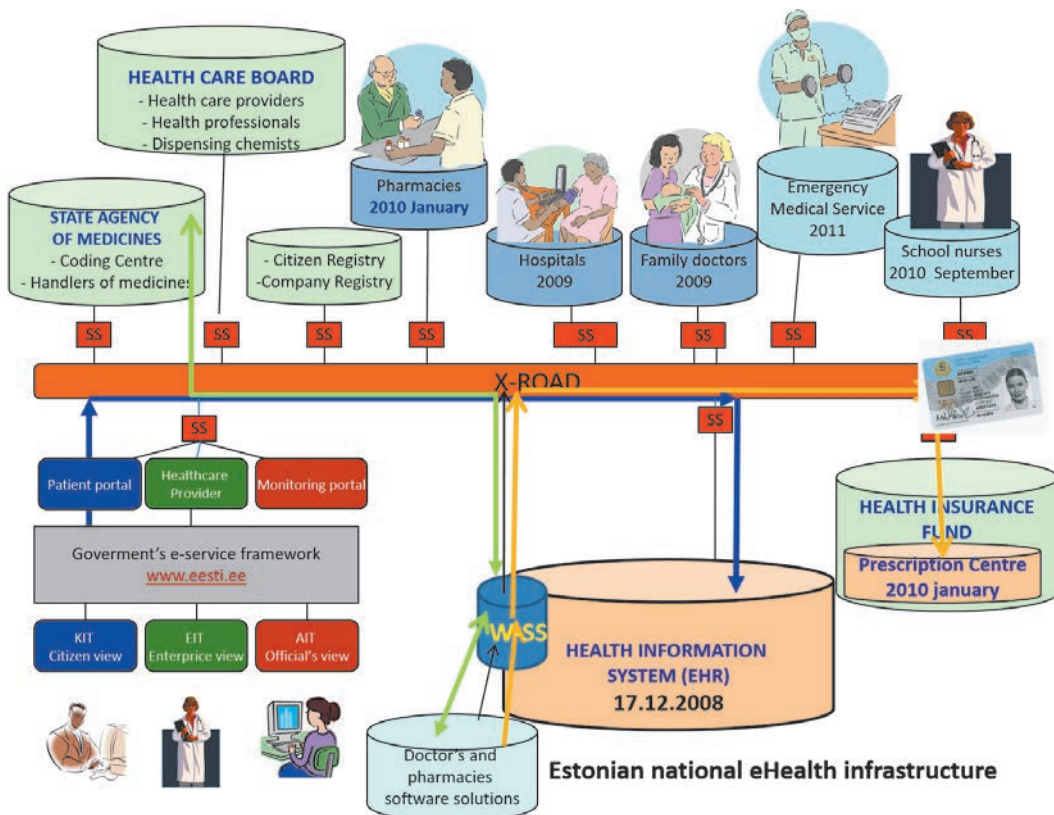 HEALTH CARE BOARD
- Health care providers
- Health professionals
- Dispensing chemists
STATE AGENCY
OF MEDICINES
- Coding Centre
- Handlers of medicines
- Citizen Registry
-Company Registry
Pharmacies
2010 January
Hospitals
2009
Family doctors
2009
Emergency
Medical Service
2011
School nurses
2010 September
SS
SS
SS
SS
SS
SS
SS
SS
X-ROAD
SS
SS
Patient portal
Healthcare
Provider
Monitoring portal
Goverment's e-service framework
www.eesti.ee
KIT
Citizen view
EIT
Enterprice view
AIT
Official's view
WASS
HEALTH INFORMATION
SYSTEM (EHR)
17.12.2008
HEALTH INSURANCE
FUND
Prescription Centre
2010 january
Doctor's and
pharmacies
software solutions
Estonian national eHealth infrastructure